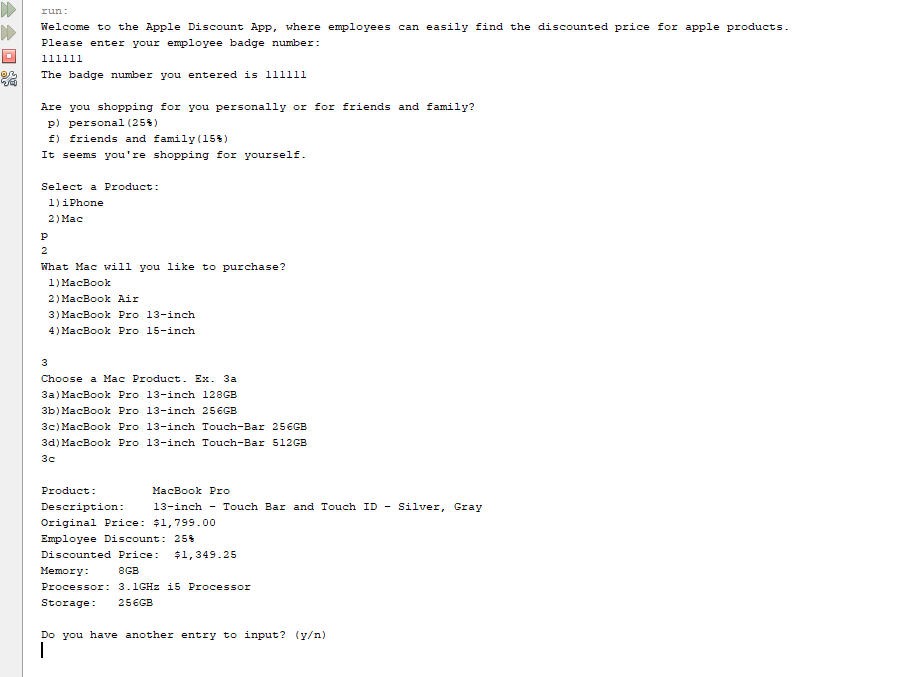 run:
Welcome to the Apple Discount App, where employees can easily find the discounted price for apple products.
Please enter your employee badge number:
111111
The badge number you entered is 111111
Are you shopping for you personally or for friends and family?
p) personal(25%)
f) friends and family(15%)
It seems you're shopping for yourself.
Select a Product:
1)iPhone
2)Mac
p
2
What Mac will you like to purchase?
1)MacBook
2)MacBook Air
3)MacBook Pro 13-inch
4)MacBook Pro 15-inch
3
Choose a Mac Product. Ex. 3a
3a)MacBook Pro 13-inch 128GB
3b)MacBook Pro 13-inch 256GB
3c)MacBook Pro 13-inch Touch-Bar 256GB
3d)MacBook Pro 13-inch Touch-Bar 512GB
3c
Product: MacBook Pro
Description: 13-inch - Touch Bar and Touch ID - Silver, Gray
Original Price: $1,799.00
Employee Discount: 25%
Discounted Price: $1,349.25
Memory: 8GB
Processor: 3.1GHz i5 Processor
Storage: 256GB
Do you have another entry to input? (y/n)